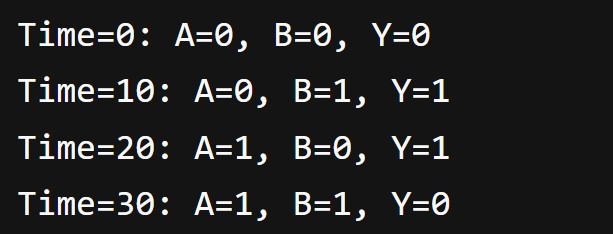 Time=0: A=0, B=0, Y=0
Time=10: A=0, B=1, Y=1
Time=20: A=1, B=0, Y=1
Time=30: A=1, B=1, Y=0